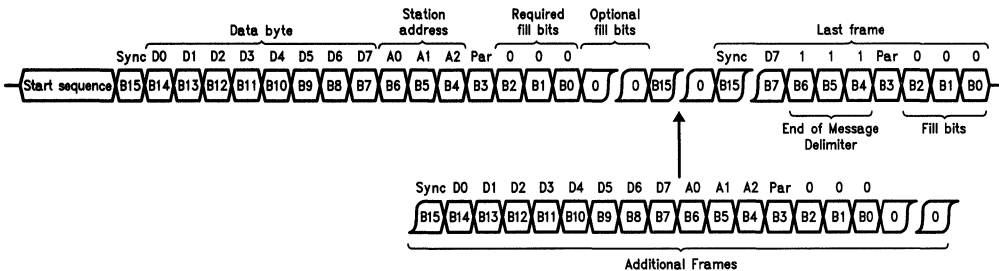 Station
address
Required
fill bits
Optional
fill bits
Data byte
Last frame
Sync D0 D1 D2 D3 D4 D5 D6 D7 A0 A1 A2 Par 0 0 0 Sync D7 1 1 1 Par 0 0 0
Start sequence B15 B14 B13 B12 B11 B10 B9 B8 B7 B6 B5 B4 B3 B2 B1 B0 0 0 B15 0 B15 B7 B6 B5 B4 B3 B2 B1 B0
End of Message
Delimiter
Fill bits
Sync D0 D1 D2 D3 D4 D5 D6 D7 A0 A1 A2 Par 0 0 0
B15 B14 B13 B12 B11 B10 B9 B8 B7 B6 B5 B4 B3 B2 B1 B0 0 0
Additional Frames